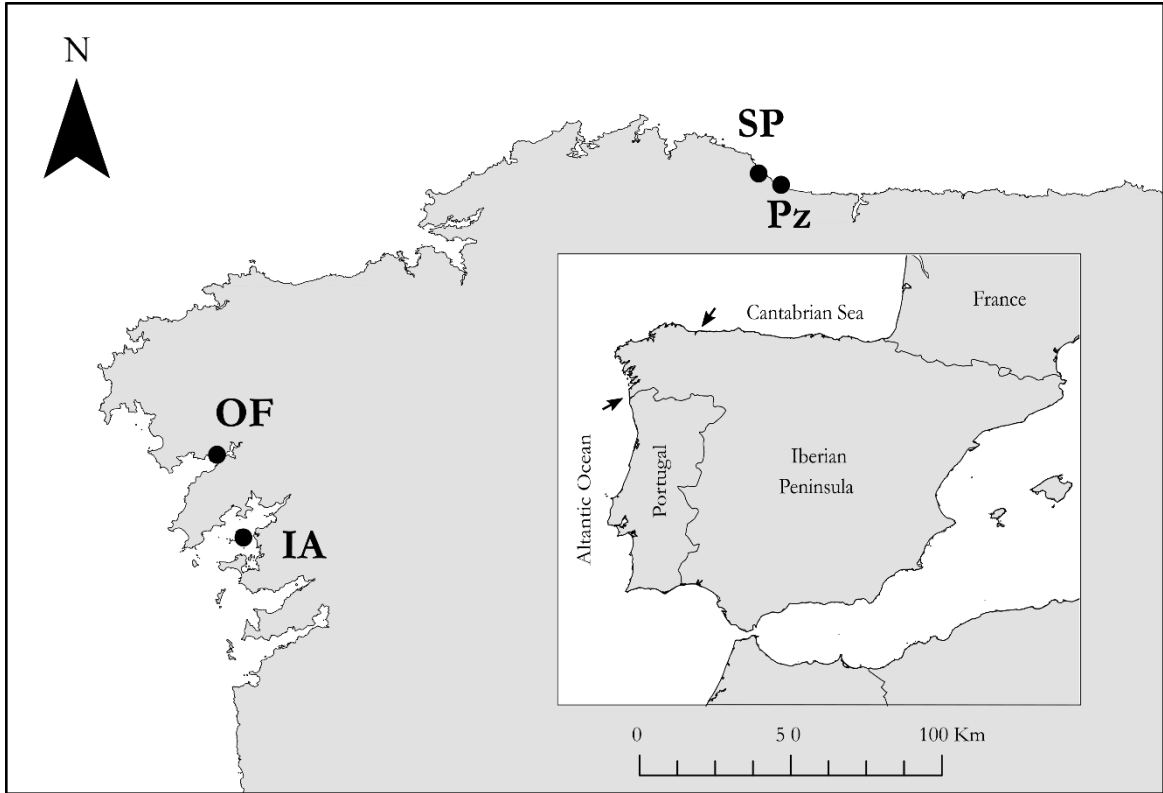 N
SP
Pz
OF
IA
Cantabrian Sea
France
Altantic Ocean
Portugal
Iberian
Peninsula
0 5 0 100 Km